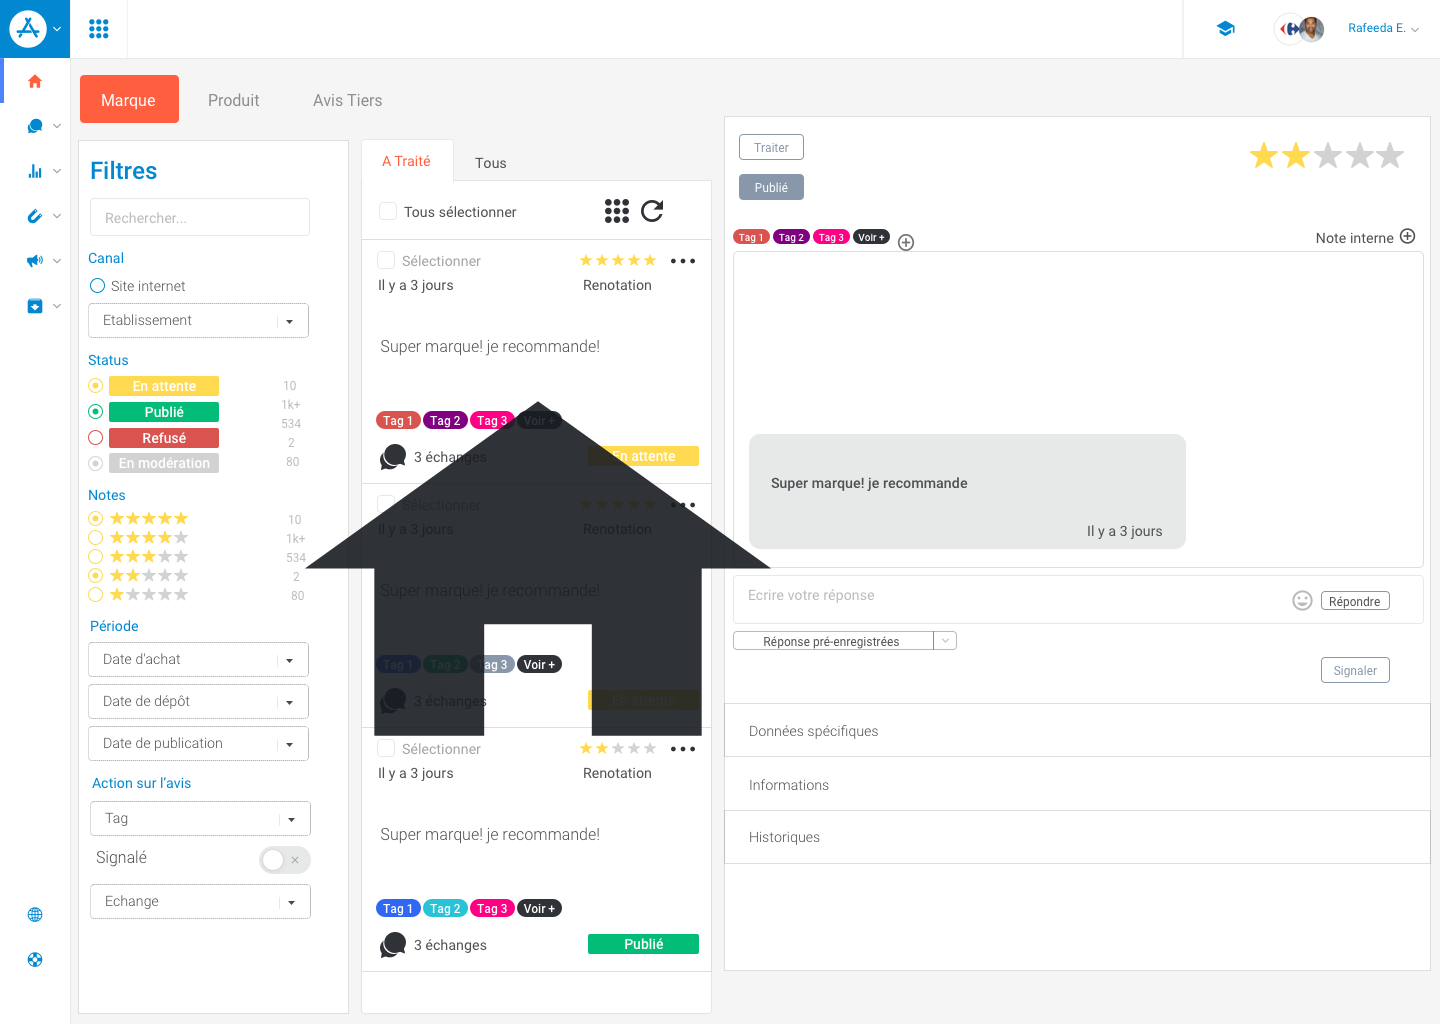 Rafeeda E.
Marque
Produit
Avis Tiers
Filtres
Rechercher...
Canal
Site internet
Etablissement
Status
En attente
10
Publié
1k+
534
Refusé
2
En modération
80
Notes
10
1k+
534
2
80
Période
Date d'achat
Date de dépôt
Date de publication
Action sur l’avis
Tag
Signalé
Echange
A Traité
Tous
Tous sélectionner
Sélectionner
Il y a 3 jours
Renotation
Super marque! je recommande!
Tag 1 Tag 2 Tag 3 Voir +
3 échanges
En attente
Sélectionner
Il y a 3 jours
Renotation
Super marque! je recommande!
Tag 1 Tag 2 Tag 3 Voir +
3 échanges
En attente
Sélectionner
Il y a 3 jours
Renotation
Super marque! je recommande!
Tag 1 Tag 2 Tag 3 Voir +
3 échanges
Publié
Traiter
Publié
Tag 1 Tag 2 Tag 3 Voir +
Note interne
Super marque! je recommande
Il y a 3 jours
Ecrire votre réponse
Répondre
Réponse pré-enregistrées
Signaler
Données spécifiques
Informations
Historiques